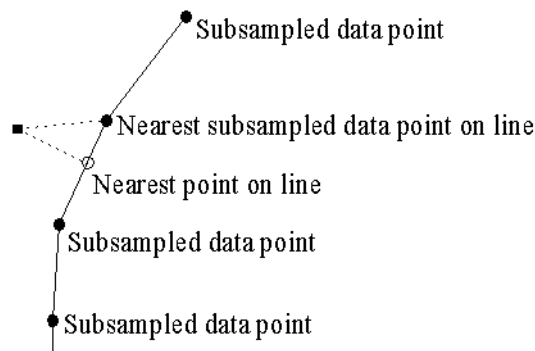 Subsampled data point
Nearest subsampled data point on line
Nearest point on line
Subsampled data point
Subsampled data point